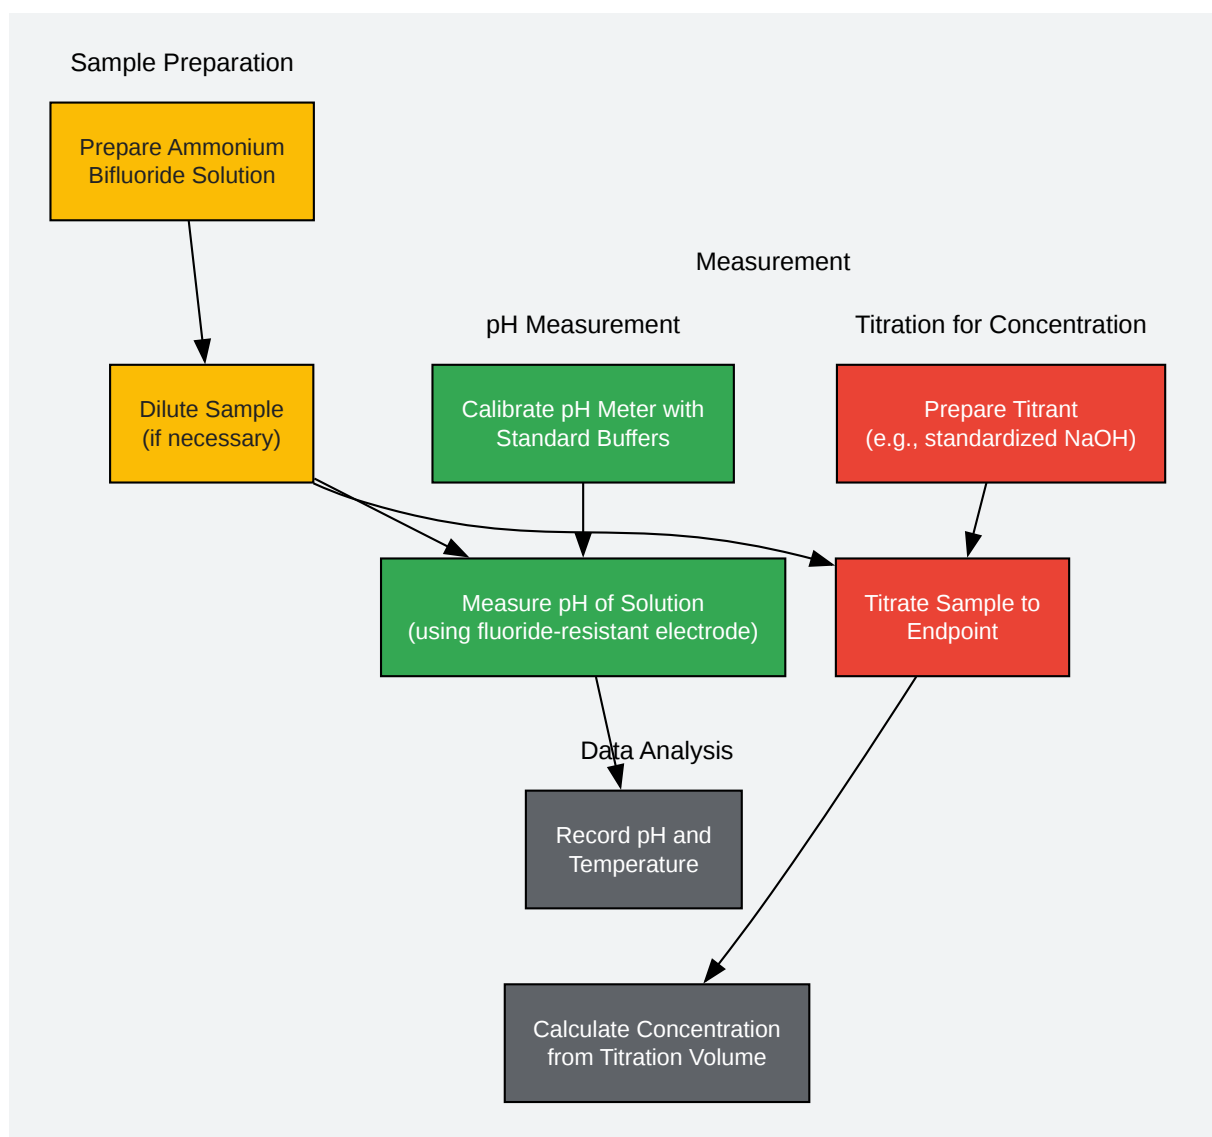 Sample Preparation
Prepare Ammonium
Bifluoride Solution
Measurement
pH Measurement
Titration for Concentration
Dilute Sample
(if necessary)
Calibrate pH Meter with
Standard Buffers
Prepare Titrant
(e.g., standardized NaOH)
Measure pH of Solution
(using fluoride-resistant electrode)
Titrate Sample to
Endpoint
Data Analysis
Record pH and
Temperature
Calculate Concentration
from Titration Volume